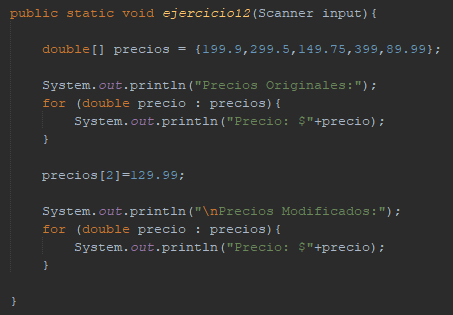 public static void ejercicio12(Scanner input){
double[] precios = {199.9,299.5,149.75,399,89.99};
System.out.println("Precios Originales:");
for (double precio : precios){
System.out.println("Precio: $"+precio);
}
precios[2]=129.99;
System.out.println("\nPrecios Modificados:");
for (double precio : precios){
System.out.println("Precio: $"+precio);
}
}